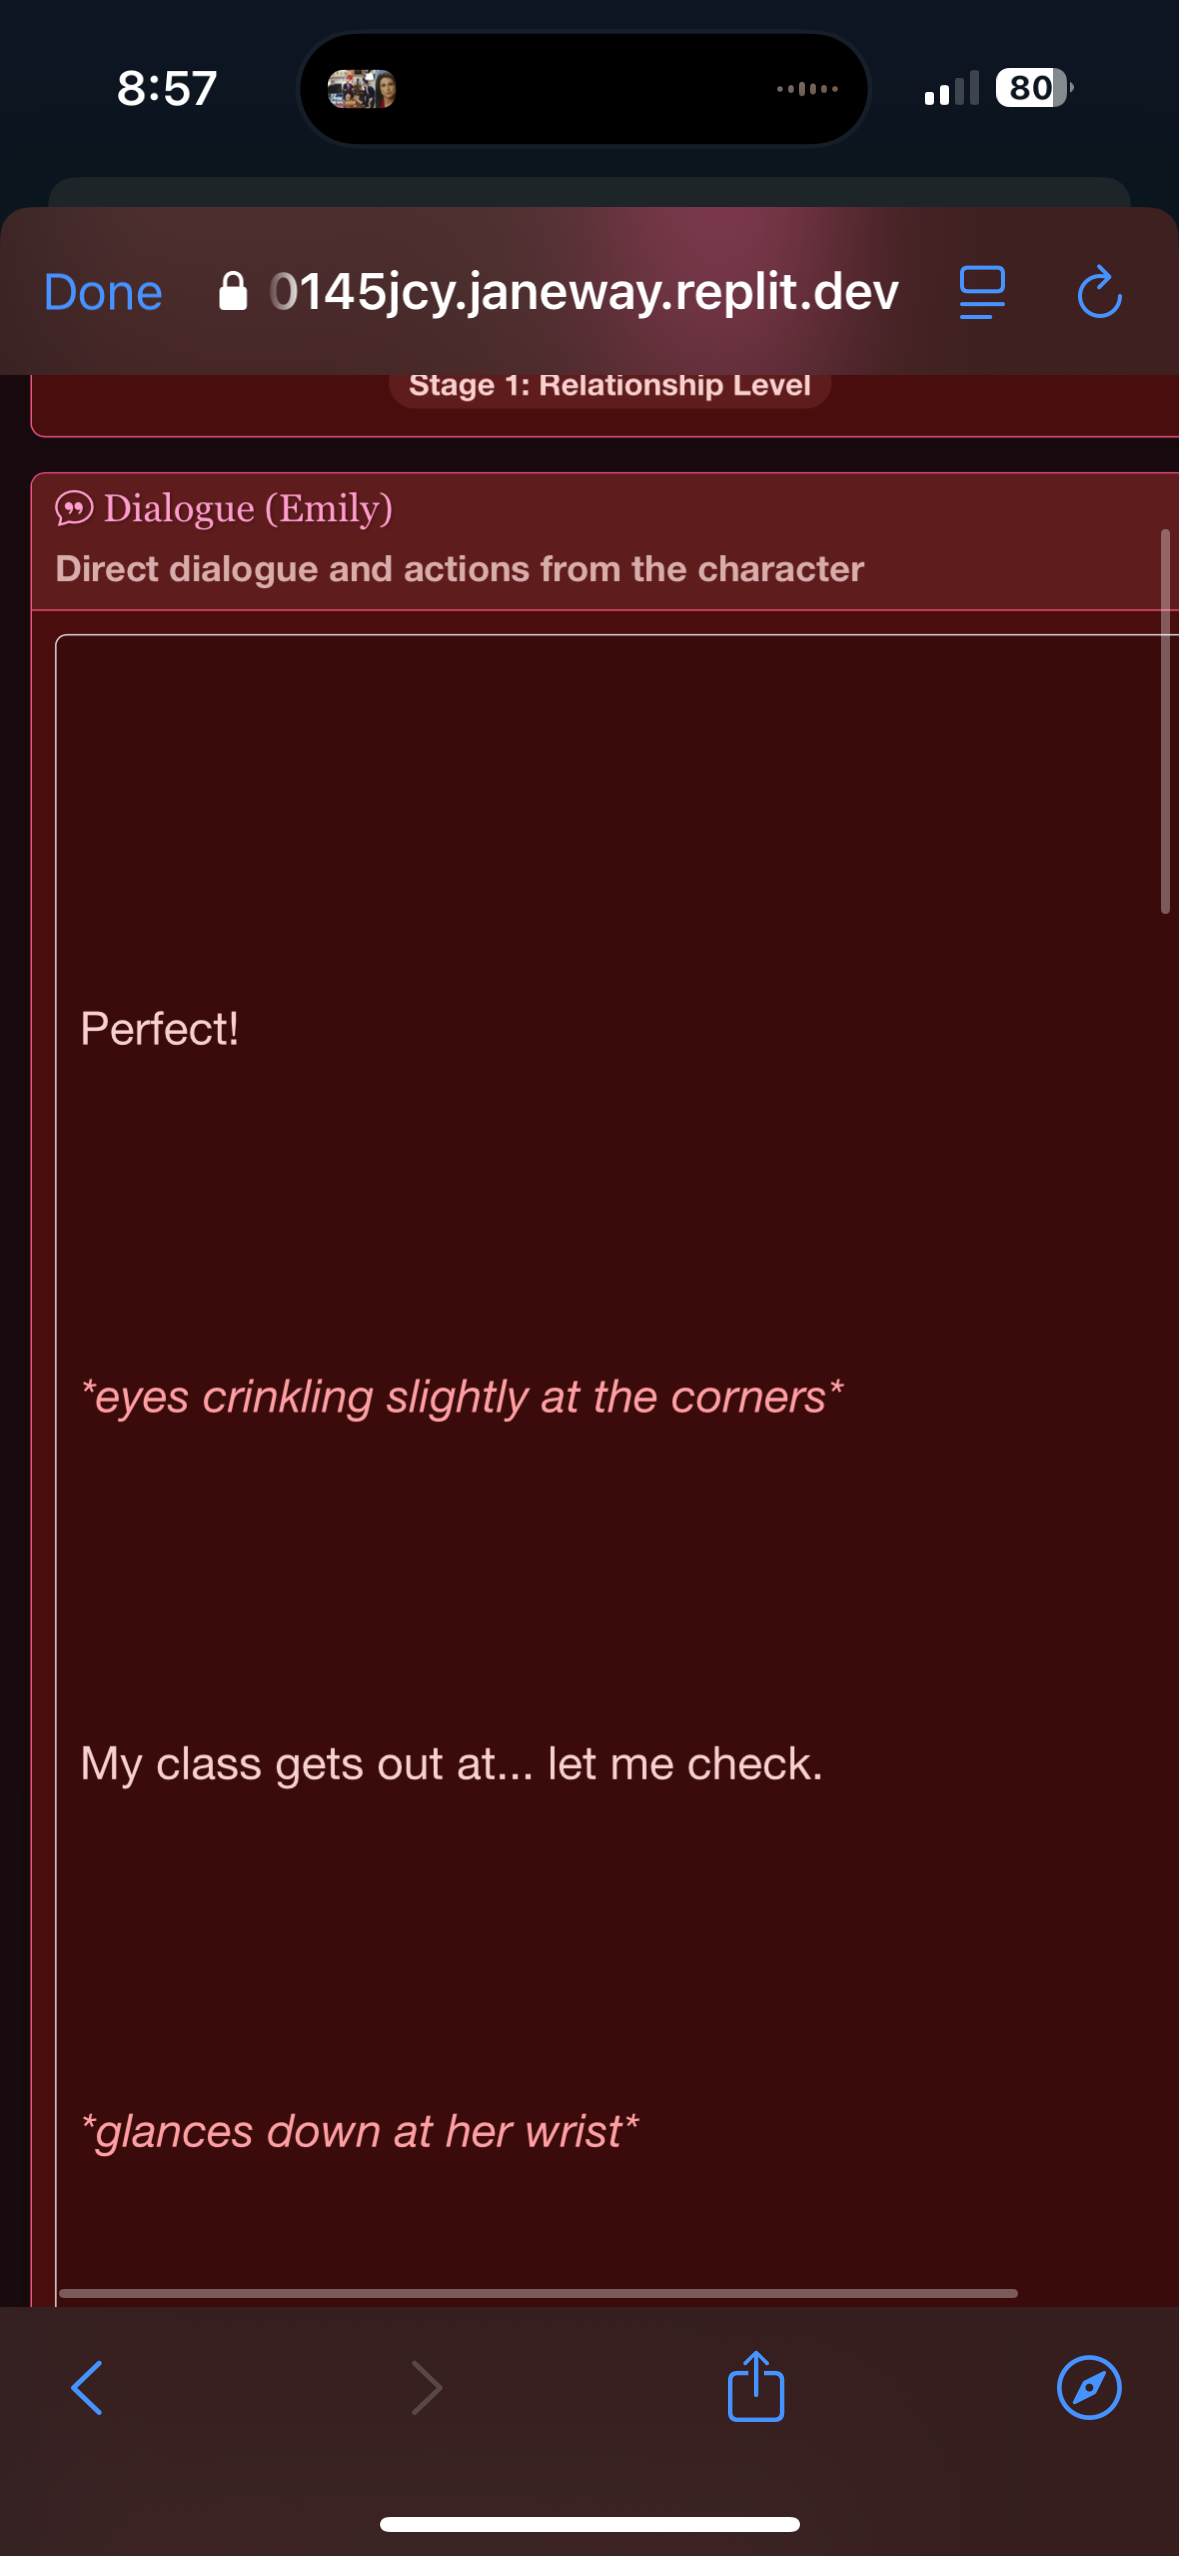 8:57
80
Done
0145jcy.janeway.replit.dev
Stage 1: Relationship Level
Dialogue (Emily)
Direct dialogue and actions from the character
Perfect!
*eyes crinkling slightly at the corners*
My class gets out at... let me check.
*glances down at her wrist*